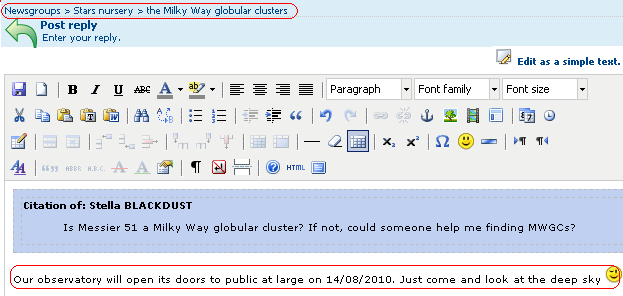 Newsgroups > Stars nursery > the Milky Way globular clusters
Post reply
Enter your reply.
Edit as a simple text.
B I U ABC A ab Paragraph Font family Font size
HTML
Citation of: Stella BLACKDUST
Is Messier 51 a Milky Way globular cluster? If not, could someone help me finding MWGCs?
Our observatory will open its doors to public at large on 14/08/2010. Just come and look at the deep sky